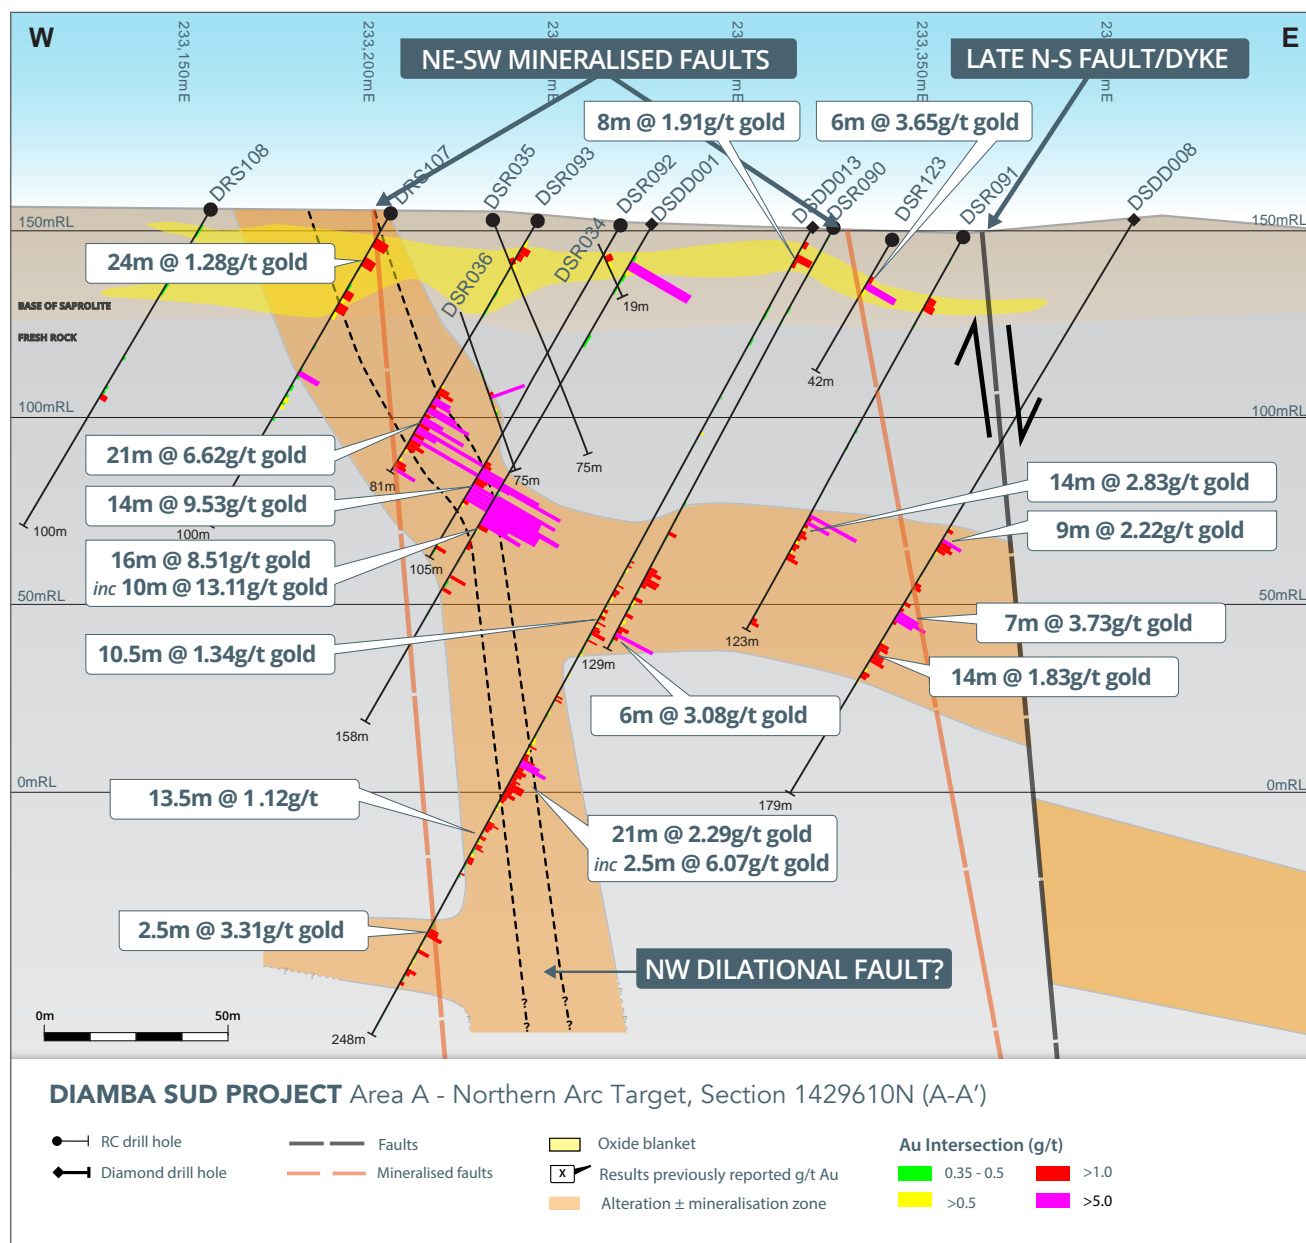 W
E
233,150mE
233,200mE
23
mE
23
mE
233,350mE
23
mE
NE-SW MINERALISED FAULTS
LATE N-S FAULT/DYKE
8m @ 1.91g/t gold
6m @ 3.65g/t gold
DRS108
DRS107
DSR035
DSR093
DSR092
DSDD001
DSDD013
DSR090
DSR123
DSR091
DSDD008
DSR034
DSR036
150mRL
150mRL
24m @ 1.28g/t gold
BASE OF SAPROLITE
FRESH ROCK
19m
42m
100mRL
100mRL
21m @ 6.62g/t gold
75m
75m
81m
14m @ 9.53g/t gold
14m @ 2.83g/t gold
9m @ 2.22g/t gold
100m
100m
16m @ 8.51g/t gold
inc 10m @ 13.11g/t gold
105m
50mRL
50mRL
7m @ 3.73g/t gold
123m
10.5m @ 1.34g/t gold
129m
14m @ 1.83g/t gold
6m @ 3.08g/t gold
158m
0mRL
0mRL
13.5m @ 1.12g/t
179m
21m @ 2.29g/t gold
inc 2.5m @ 6.07g/t gold
2.5m @ 3.31g/t gold
NW DILATIONAL FAULT?
? ? ?
? ?
? ?
? ?
0m 50m
248m
DIAMBA SUD PROJECT Area A - Northern Arc Target, Section 1429610N (A-A’)
RC drill hole
Diamond drill hole
Faults
Mineralised faults
Oxide blanket
X Results previously reported g/t Au
Alteration ± mineralisation zone
Au Intersection (g/t)
0.35 - 0.5
>1.0
>0.5
>5.0